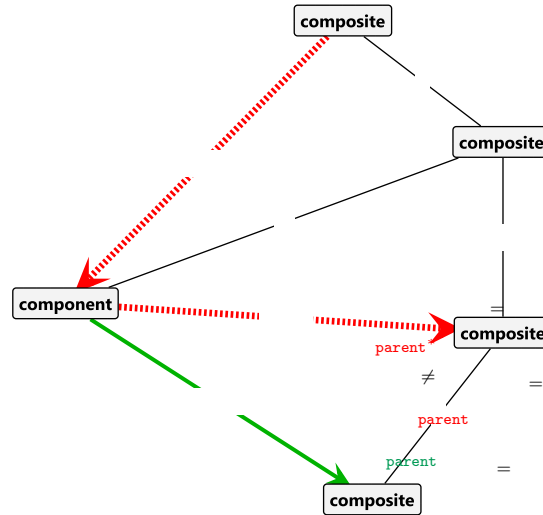 composite
composite
component
=
composite
parent*
≠
=
parent
parent
=
composite